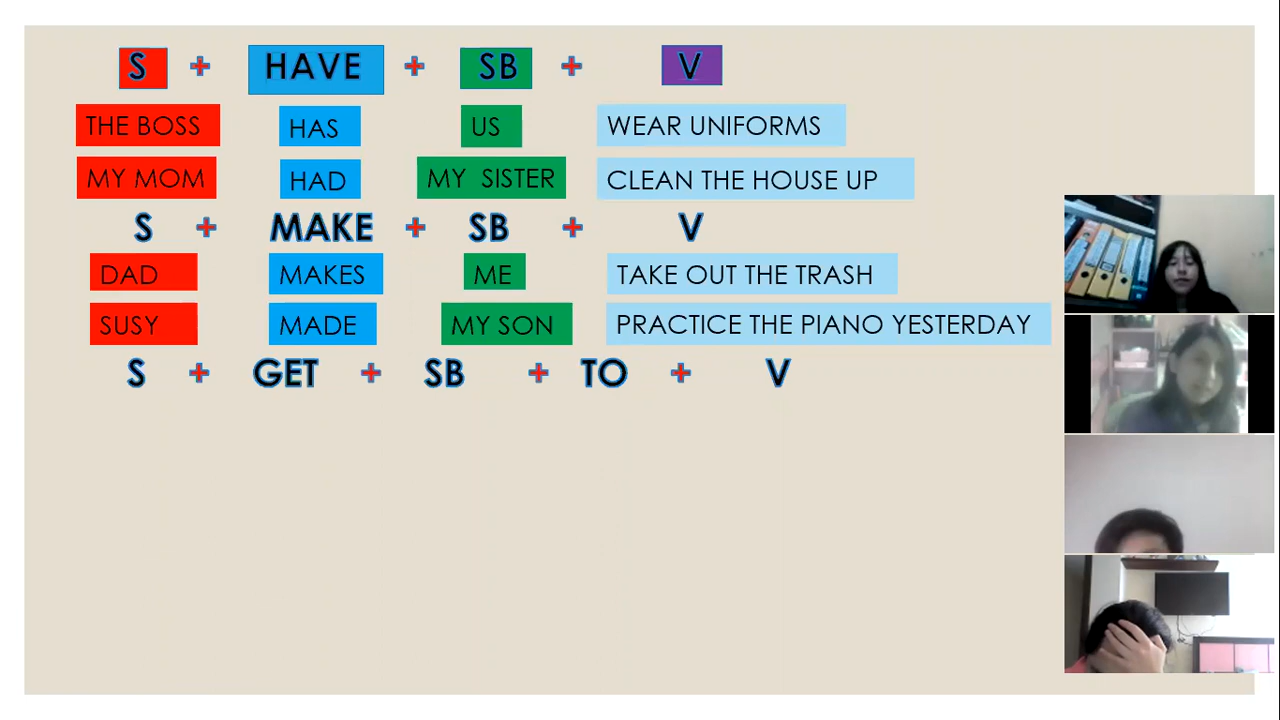 S + HAVE + SB + V
THE BOSS HAS US WEAR UNIFORMS
MY MOM HAD MY SISTER CLEAN THE HOUSE UP
S + MAKE + SB + V
DAD MAKES ME TAKE OUT THE TRASH
SUSY MADE MY SON PRACTICE THE PIANO YESTERDAY
S + GET + SB + TO + V